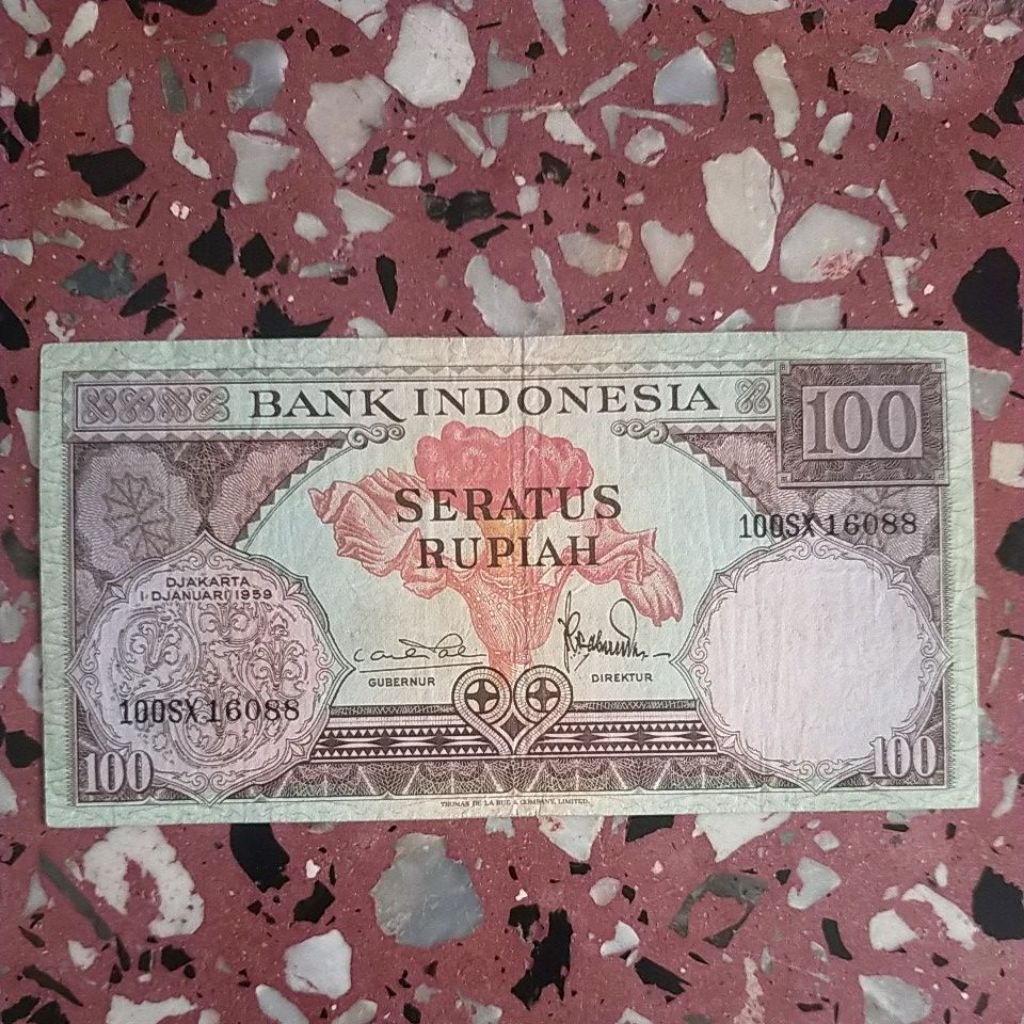 BANK INDONESIA
100
SERATUS
RUPIAH
100SX16088
DJAKARTA
1 DJANUARI 1959
GUBERNUR
DIREKTUR
100SX16088
100
100
THOMAS DE LA RUE & COMPANY, LIMITED.